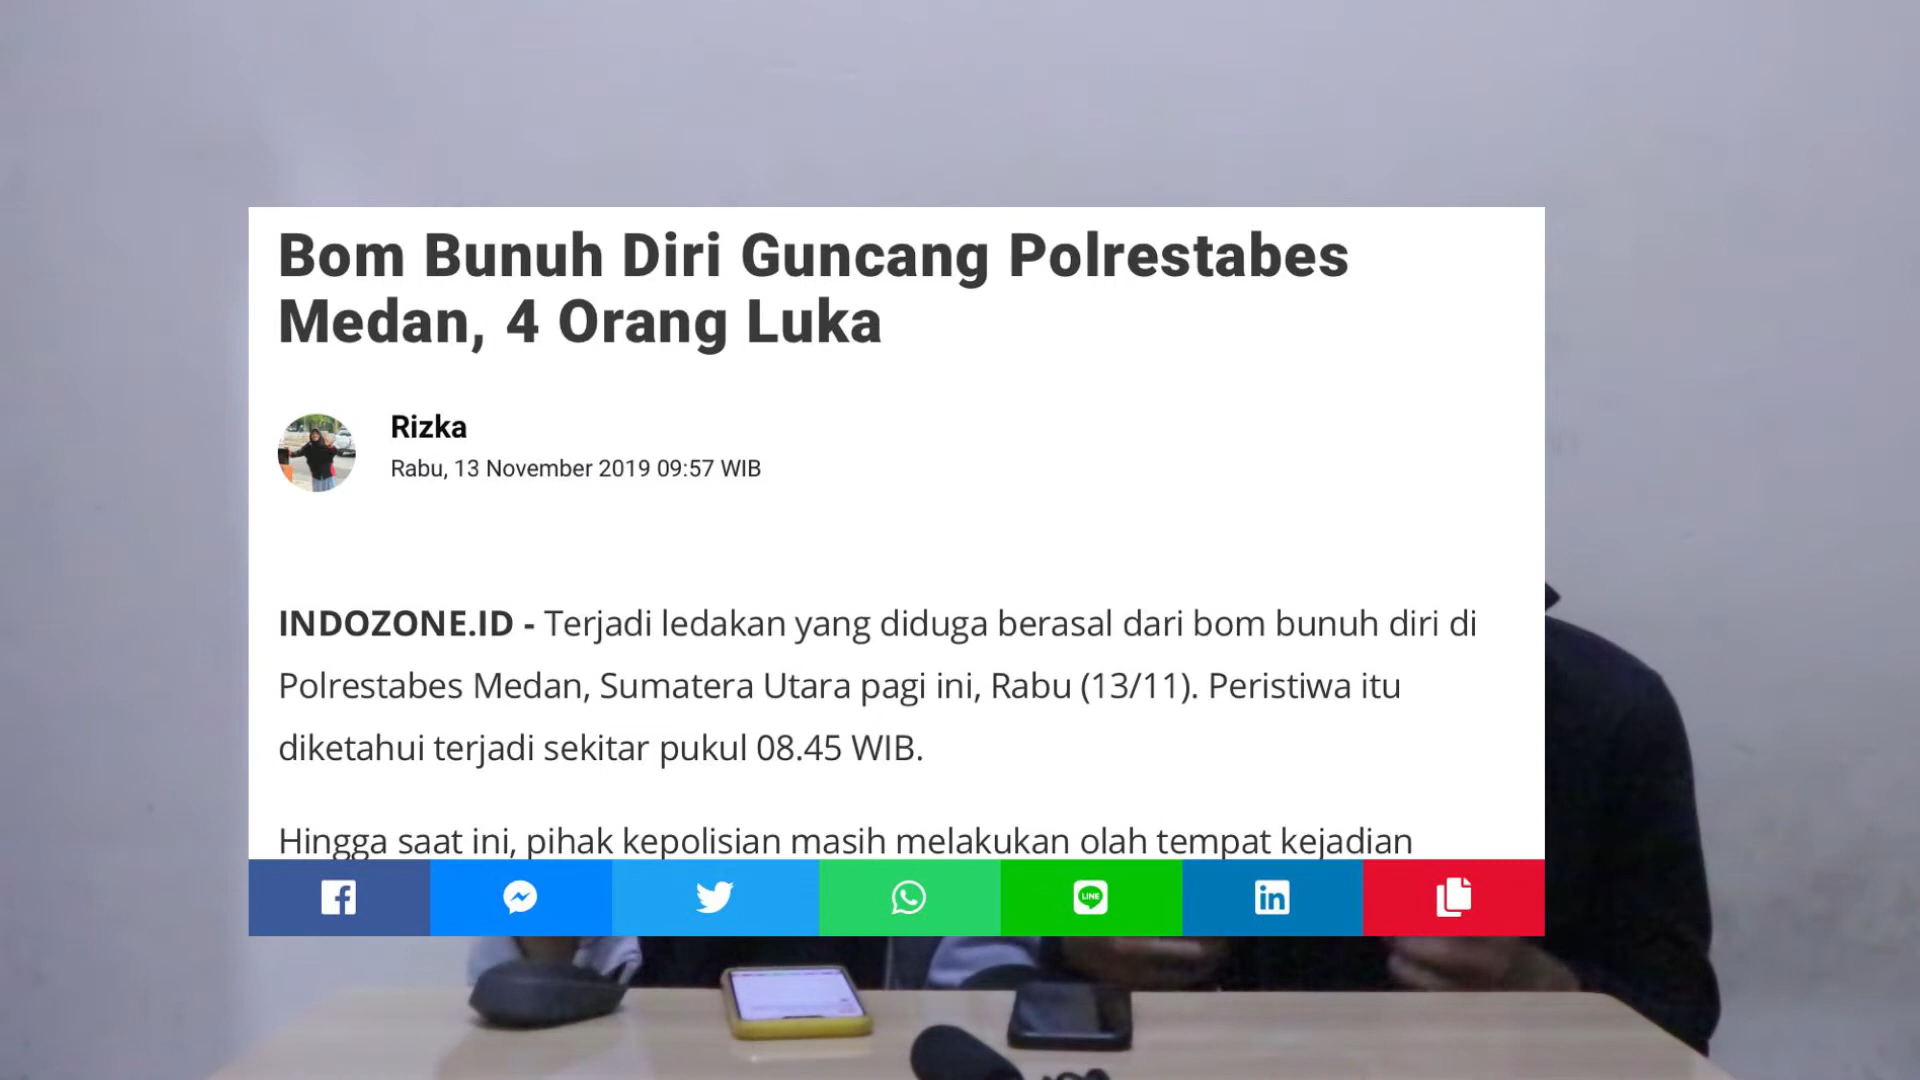 Bom Bunuh Diri Guncang Polrestabes
Medan, 4 Orang Luka
Rizka
Rabu, 13 November 2019 09:57 WIB
INDOZONE.ID - Terjadi ledakan yang diduga berasal dari bom bunuh diri di
Polrestabes Medan, Sumatera Utara pagi ini, Rabu (13/11). Peristiwa itu
diketahui terjadi sekitar pukul 08.45 WIB.
Hingga saat ini, pihak kepolisian masih melakukan olah tempat kejadian
LINE